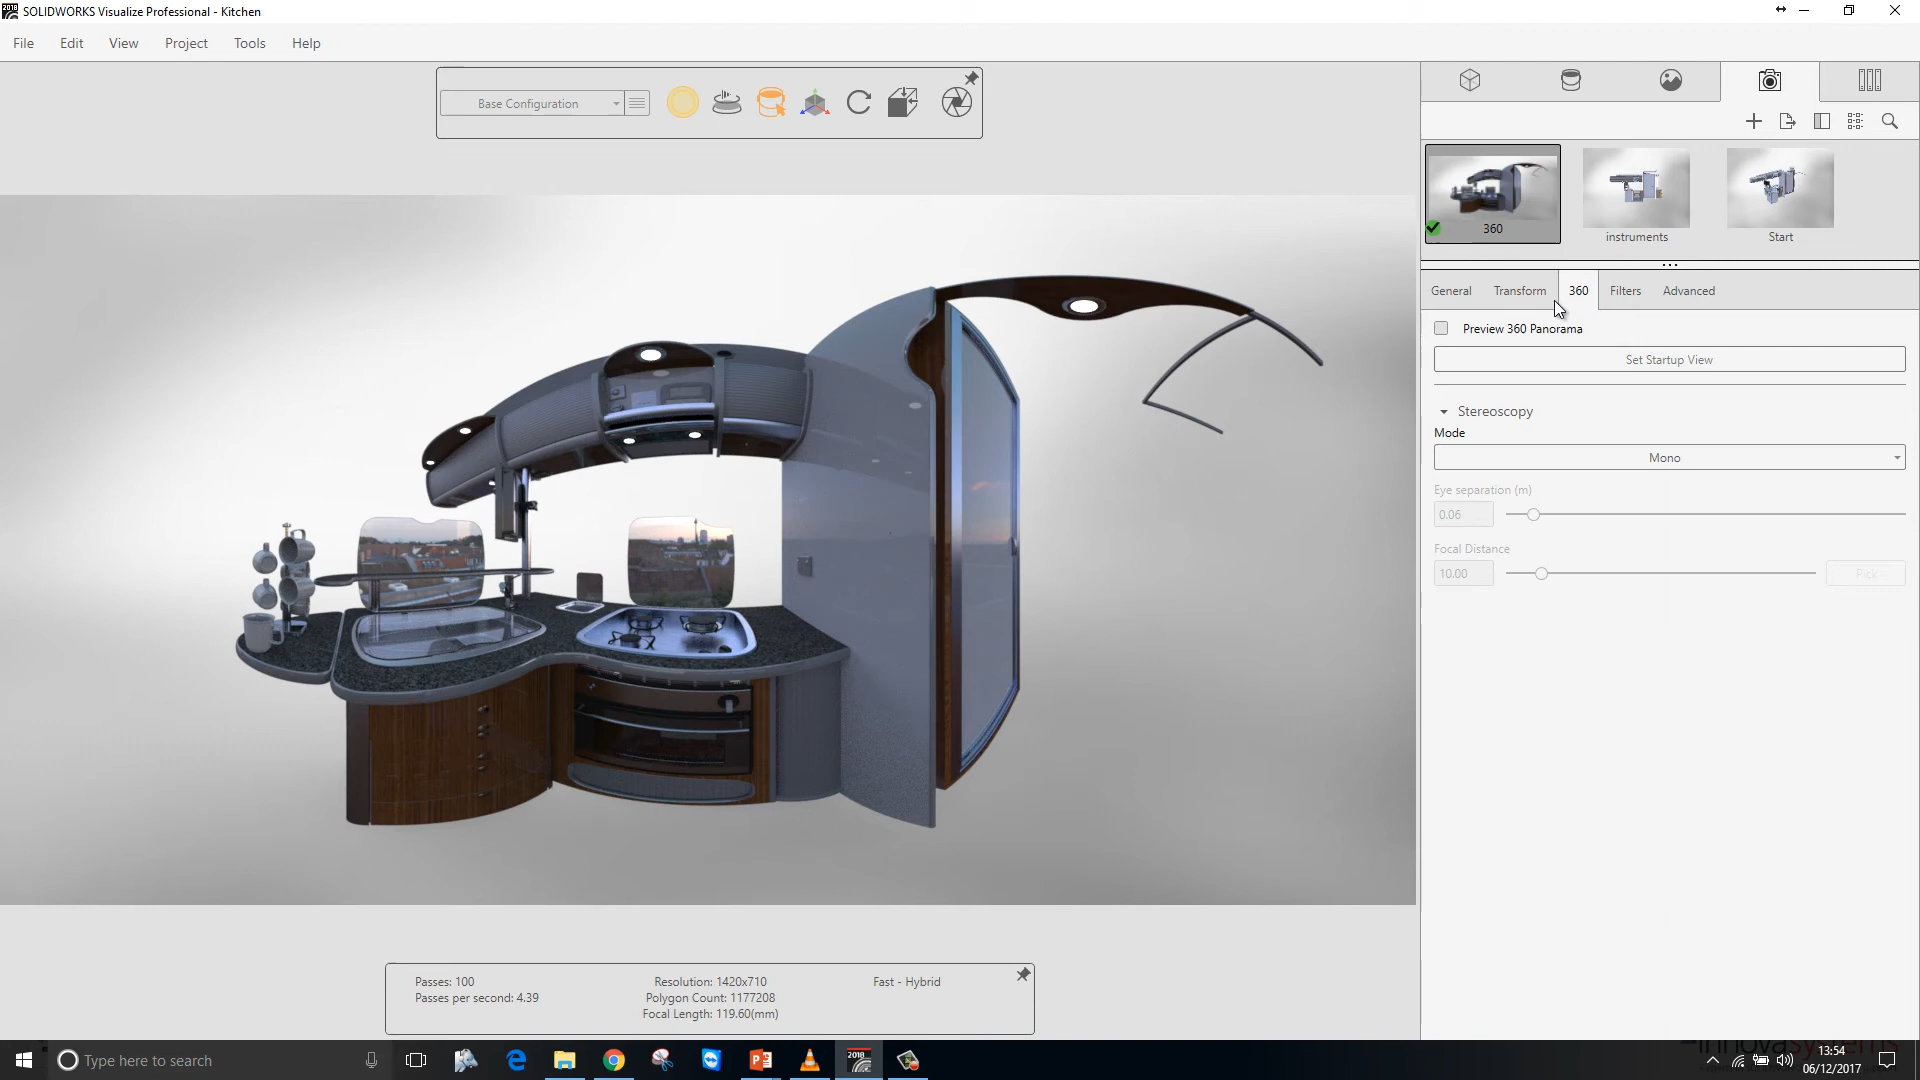 SOLIDWORKS Visualize Professional - Kitchen
File Edit View Project Tools Help
Base Configuration
360
instruments
Start
General Transform 360 Filters Advanced
Preview 360 Panorama
Set Startup View
Stereoscopy
Mode
Mono
Eye separation (m)
0.06
Focal Distance
10.00
Pick
Passes: 100
Passes per second: 4.39
Resolution: 1420x710
Polygon Count: 1177208
Focal Length: 119.60(mm)
Fast - Hybrid
Type here to search
2018
innovasystems
13:54
06/12/2017